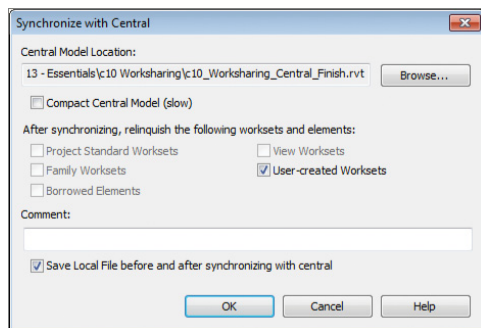 Synchronize with Central
Central Model Location:
13 - Essentials\c10 Worksharing\c10_Worksharing_Central_Finish.rvt
Browse...
Compact Central Model (slow)
After synchronizing, relinquish the following worksets and elements:
Project Standard Worksets
View Worksets
Family Worksets
User-created Worksets
Borrowed Elements
Comment:
Save Local File before and after synchronizing with central
OK
Cancel
Help